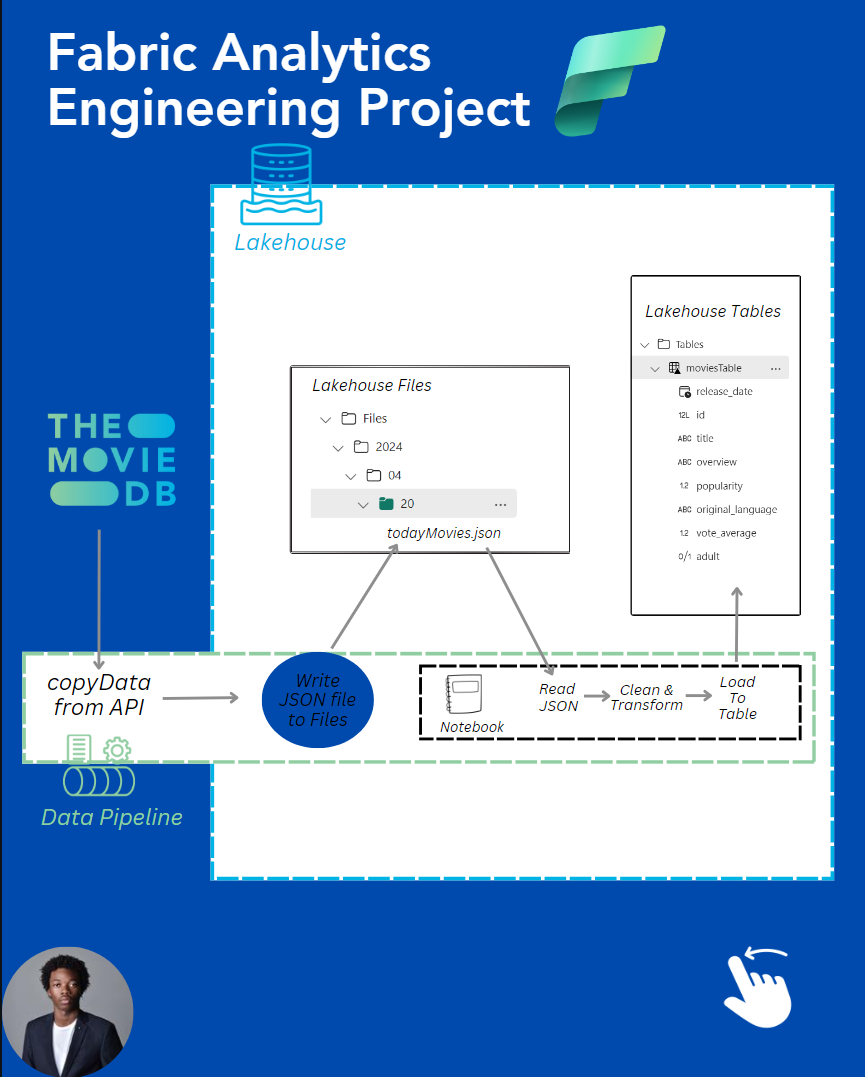 Fabric Analytics
Engineering Project
Lakehouse
Lakehouse Tables
Tables
moviesTable
...
release_date
12L id
ABC title
ABC overview
1.2 popularity
ABC original_language
1.2 vote_average
0/1 adult
Lakehouse Files
Files
2024
04
20
...
todayMovies.json
THE
MOVIE
DB
copyData
from API
Write
JSON file
to Files
Notebook
Read
JSON
Clean &
Transform
Load
To
Table
Data Pipeline